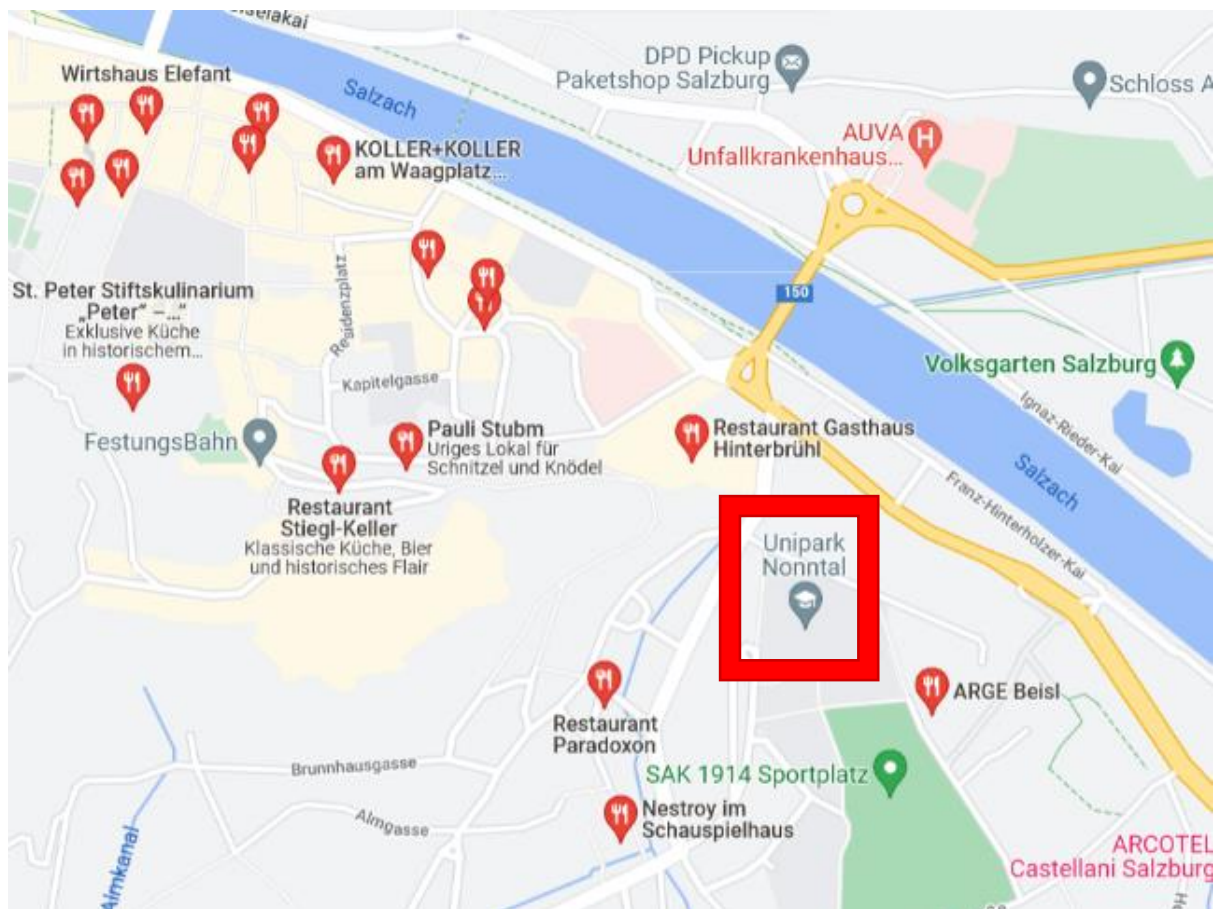 selakai
DPD Pickup
Paketshop Salzburg
Schloss A
Wirtshaus Elefant
Salzach
AUVA
Unfallkrankenhaus...
KOLLER+KOLLER
am Waagplatz...
St. Peter Stiftskulinarium
„Peter" –..."
Exklusive Küche
in historischem...
Residenzplatz
150
Kapitelgasse
Volksgarten Salzburg
Ignaz-Rieder-Kai
FestungsBahn
Pauli Stubm
Uriges Lokal für
Schnitzel und Knödel
Restaurant Gasthaus
Hinterbrühl
Salzach
Franz-Hinterholzer-Kai
Restaurant
Stiegl-Keller
Klassische Küche, Bier
und historisches Flair
Unipark
Nonntal
ARGE Beisl
Restaurant
Paradoxon
Brunnhausgasse
SAK 1914 Sportplatz
Almgasse
Nestroy im
Schauspielhaus
Almkanal
ARCOTEL
Castellani Salzburg
He